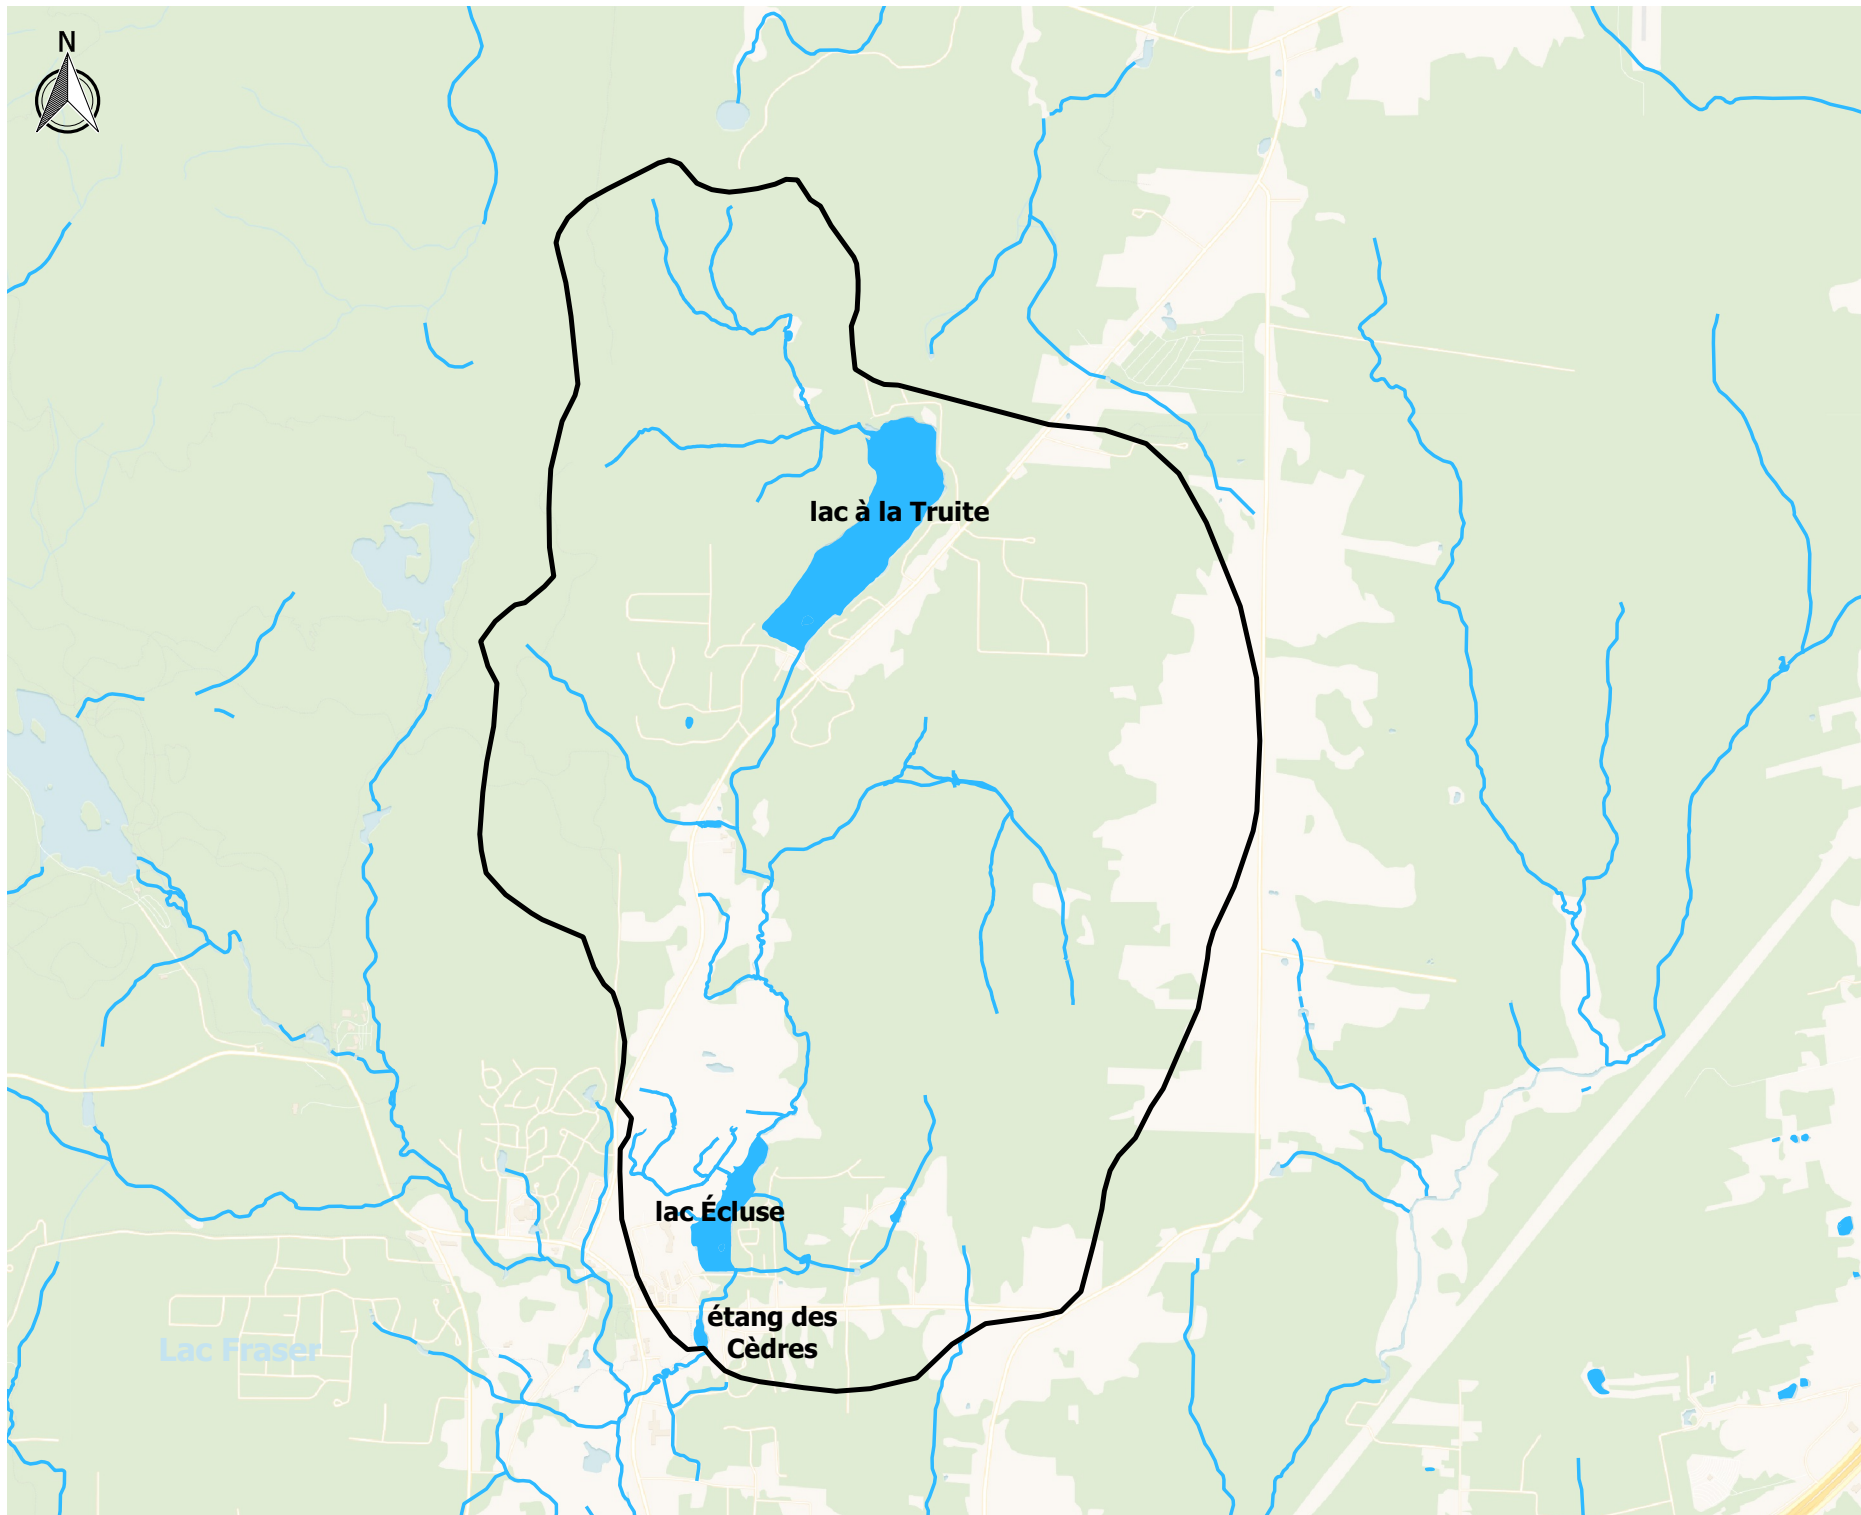 N
lac à la Truite
lac Écluse
étang des
Cèdres
Lac Fraser